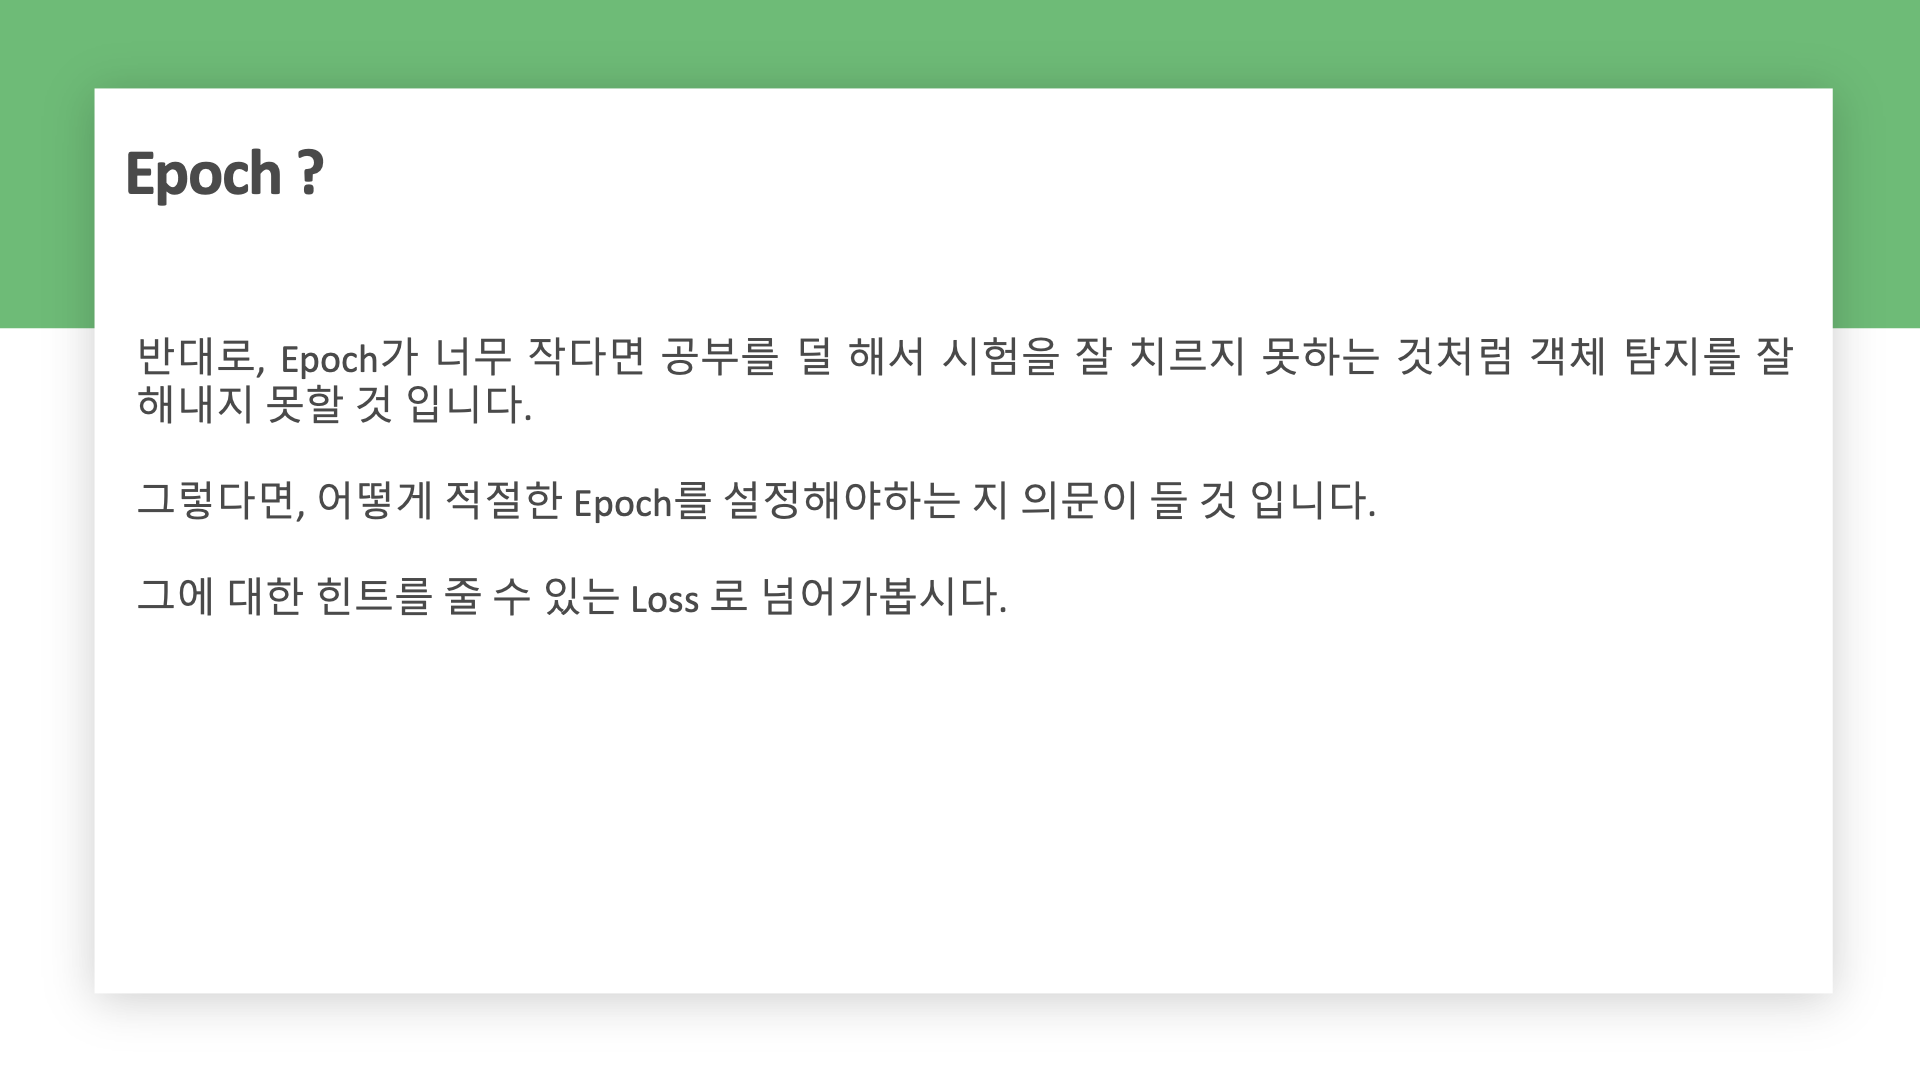 Epoch ?
반대로, Epoch가 너무 작다면 공부를 덜 해서 시험을 잘 치르지 못하는 것처럼 객체 탐지를 잘
해내지 못할 것 입니다.
그렇다면, 어떻게 적절한 Epoch를 설정해야하는 지 의문이 들 것 입니다.
그에 대한 힌트를 줄 수 있는 Loss 로 넘어가봅시다.